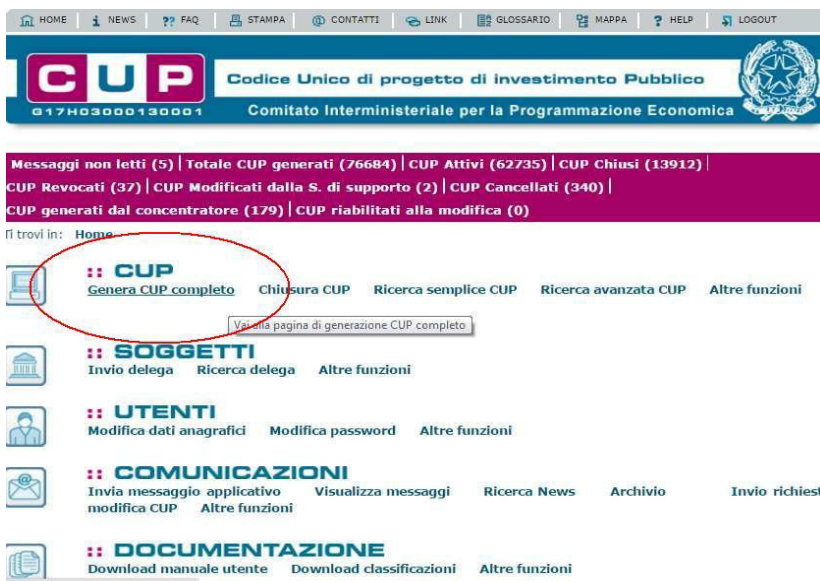 HOME i NEWS ?? FAQ STAMPA @ CONTATTI LINK GLOSSARIO MAPPA ? HELP LOGOUT
CUP
G17H03000130001
Codice Unico di progetto di investimento Pubblico
Comitato Interministeriale per la Programmazione Economica
Messaggi non letti (5) | Totale CUP generati (76684) | CUP Attivi (62735) | CUP Chiusi (13912) |
CUP Revocati (37) | CUP Modificati dalla S. di supporto (2) | CUP Cancellati (340) |
CUP generati dal concentratore (179) | CUP riabilitati alla modifica (0)
Ti trovi in: Home
:: CUP
Genera CUP completo Chiusura CUP Ricerca semplice CUP Ricerca avanzata CUP Altre funzioni
Vai alla pagina di generazione CUP completo
:: SOGGETTI
Invio delega Ricerca delega Altre funzioni
:: UTENTI
Modifica dati anagrafici Modifica password Altre funzioni
:: COMUNICAZIONI
Invia messaggio applicativo Visualizza messaggi Ricerca News Archivio Invio richiest
modifica CUP Altre funzioni
:: DOCUMENTAZIONE
Download manuale utente Download classificazioni Altre funzioni